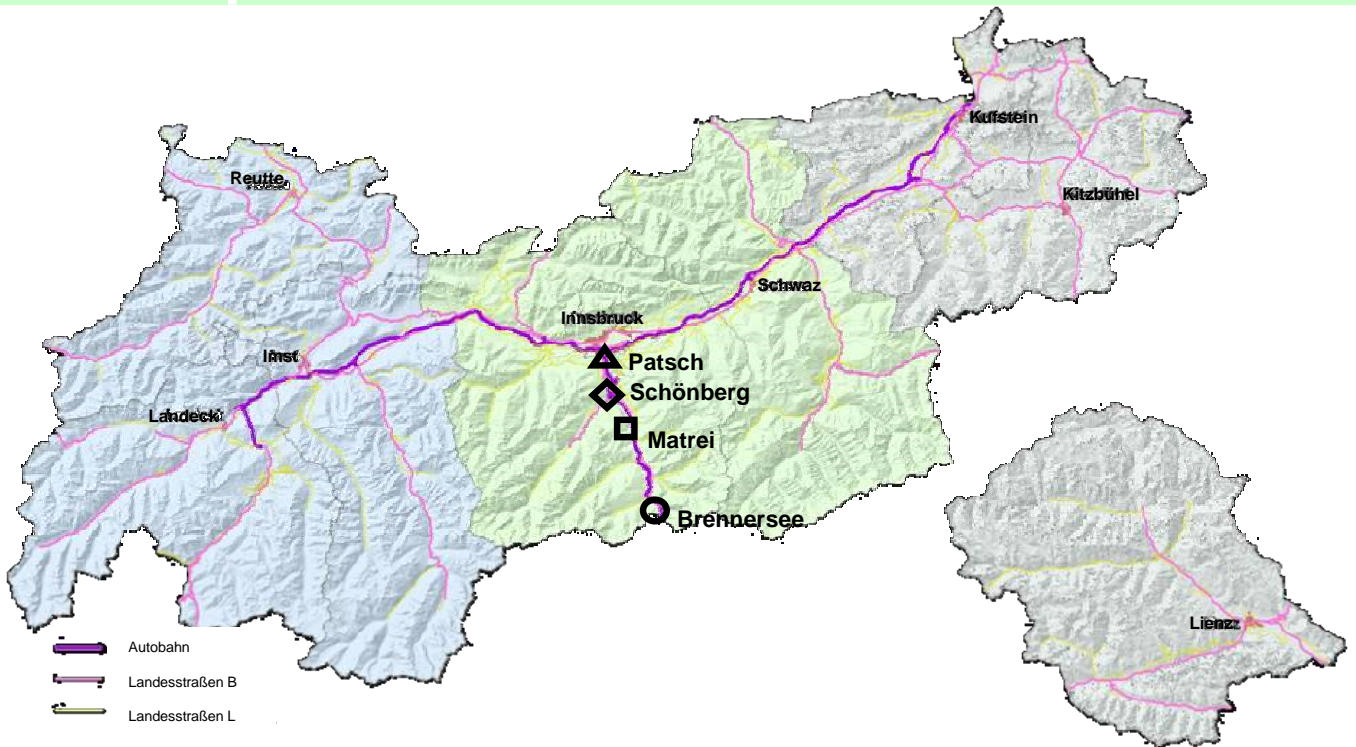 Kufstein
Reutte
Kitzbühel
Schwaz
Innsbruck
Imst
Patsch
Schönberg
Landeck
Matrei
Brennersee
Lienz
Autobahn
Landesstraßen B
Landesstraßen L